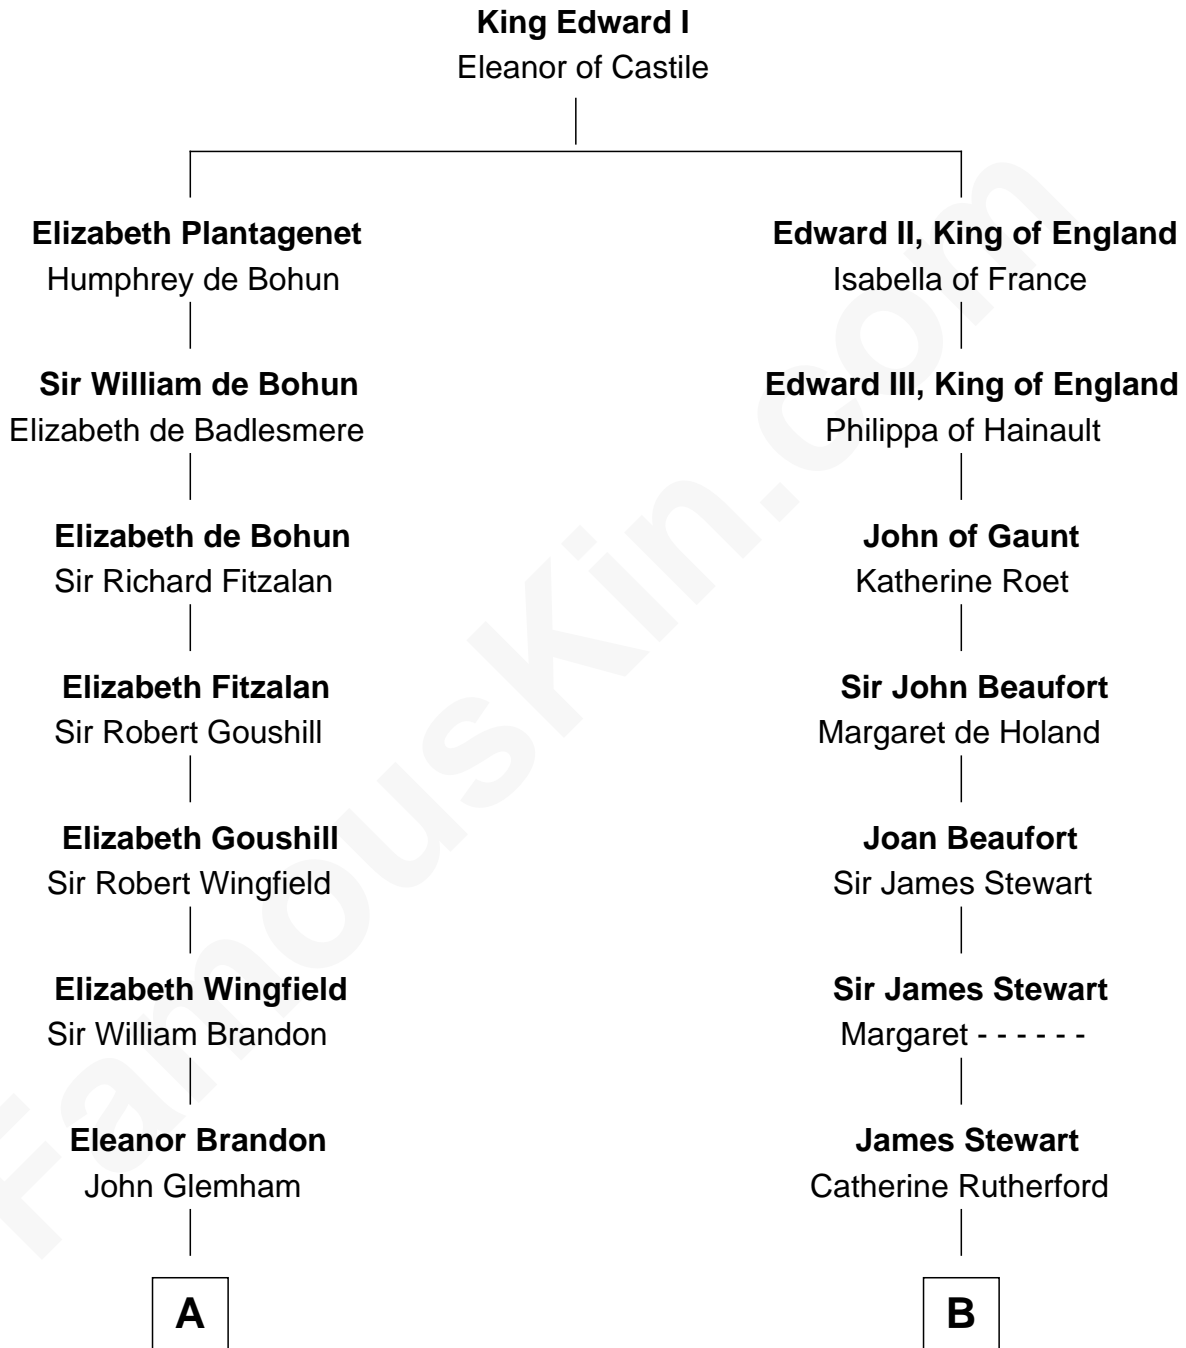 King Edward I
Eleanor of Castile
Elizabeth Plantagenet
Humphrey de Bohun
Edward II, King of England
Isabella of France
Sir William de Bohun
Elizabeth de Badlesmere
Edward III, King of England
Philippa of Hainault
Elizabeth de Bohun
Sir Richard Fitzalan
John of Gaunt
Katherine Roet
Elizabeth Fitzalan
Sir Robert Goushill
Sir John Beaufort
Margaret de Holand
Elizabeth Goushill
Sir Robert Wingfield
Joan Beaufort
Sir James Stewart
Elizabeth Wingfield
Sir William Brandon
Sir James Stewart
Margaret - - - - - -
Eleanor Brandon
John Glemham
James Stewart
Catherine Rutherford
A
B
FamousKin.com